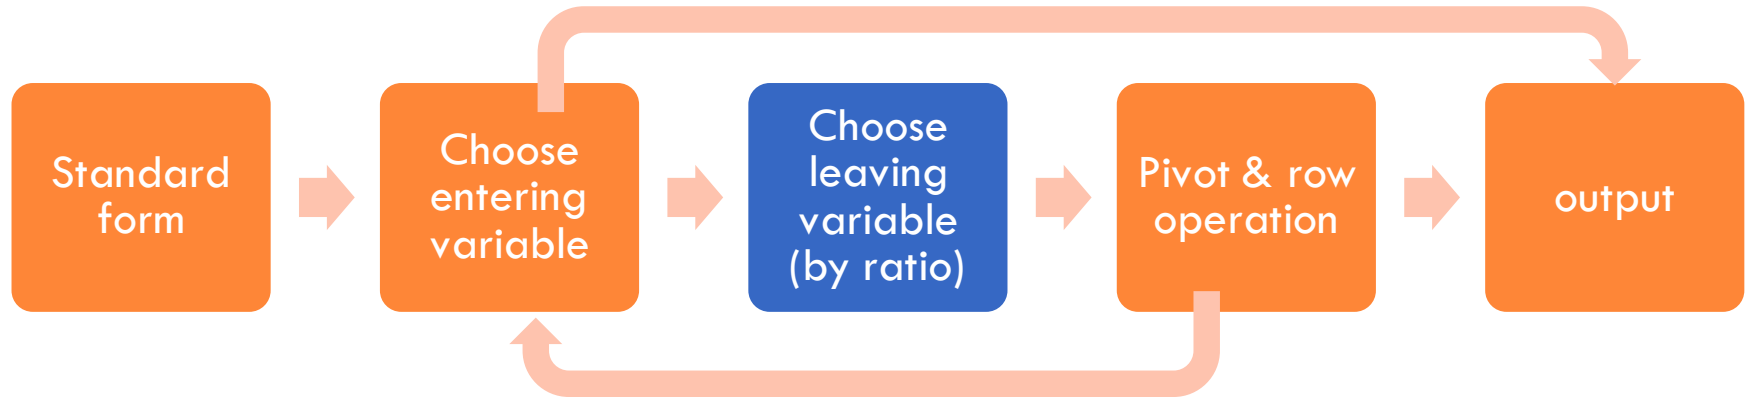 Standard
form
Choose
entering
variable
Choose
leaving
variable
(by ratio)
Pivot & row
operation
output